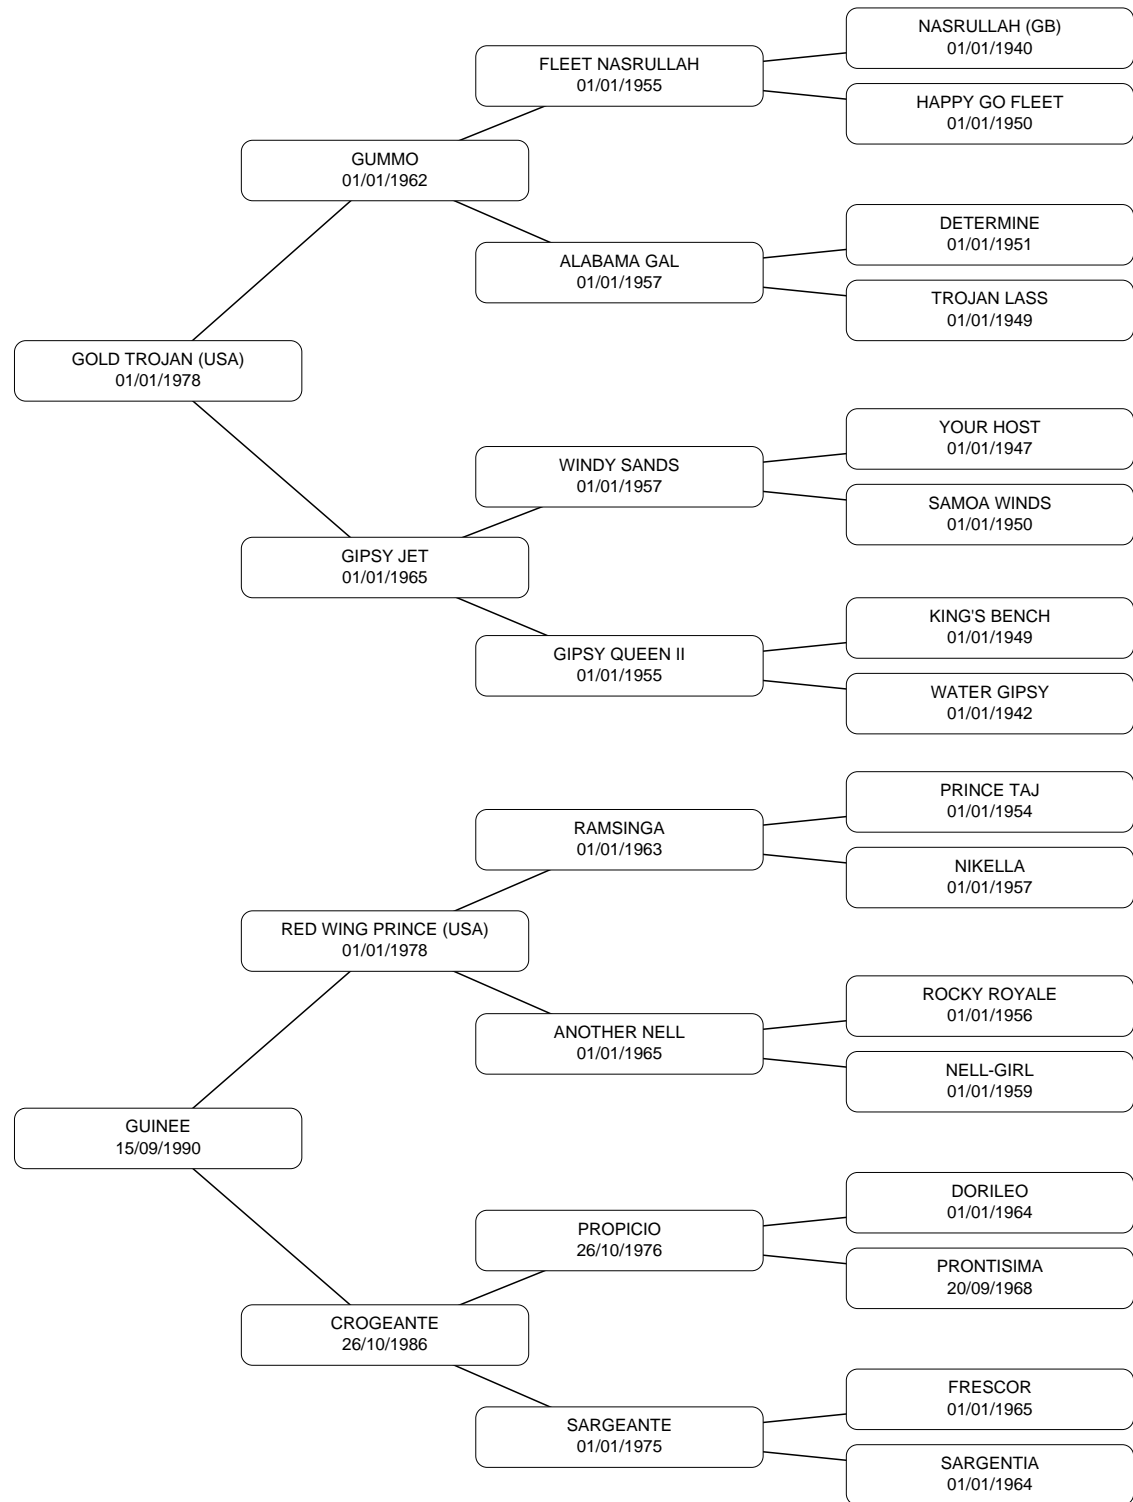 NASRULLAH (GB)
01/01/1940
FLEET NASRULLAH
01/01/1955
HAPPY GO FLEET
01/01/1950
GUMMO
01/01/1962
DETERMINE
01/01/1951
ALABAMA GAL
01/01/1957
TROJAN LASS
01/01/1949
GOLD TROJAN (USA)
01/01/1978
YOUR HOST
01/01/1947
WINDY SANDS
01/01/1957
SAMOA WINDS
01/01/1950
GIPSY JET
01/01/1965
KING'S BENCH
01/01/1949
GIPSY QUEEN II
01/01/1955
WATER GIPSY
01/01/1942
PRINCE TAJ
01/01/1954
RAMSINGA
01/01/1963
NIKELLA
01/01/1957
RED WING PRINCE (USA)
01/01/1978
ROCKY ROYALE
01/01/1956
ANOTHER NELL
01/01/1965
NELL-GIRL
01/01/1959
GUINEE
15/09/1990
DORILEO
01/01/1964
PROPICIO
26/10/1976
PRONTISIMA
20/09/1968
CROGEANTE
26/10/1986
FRESCOR
01/01/1965
SARGEANTE
01/01/1975
SARGENTIA
01/01/1964